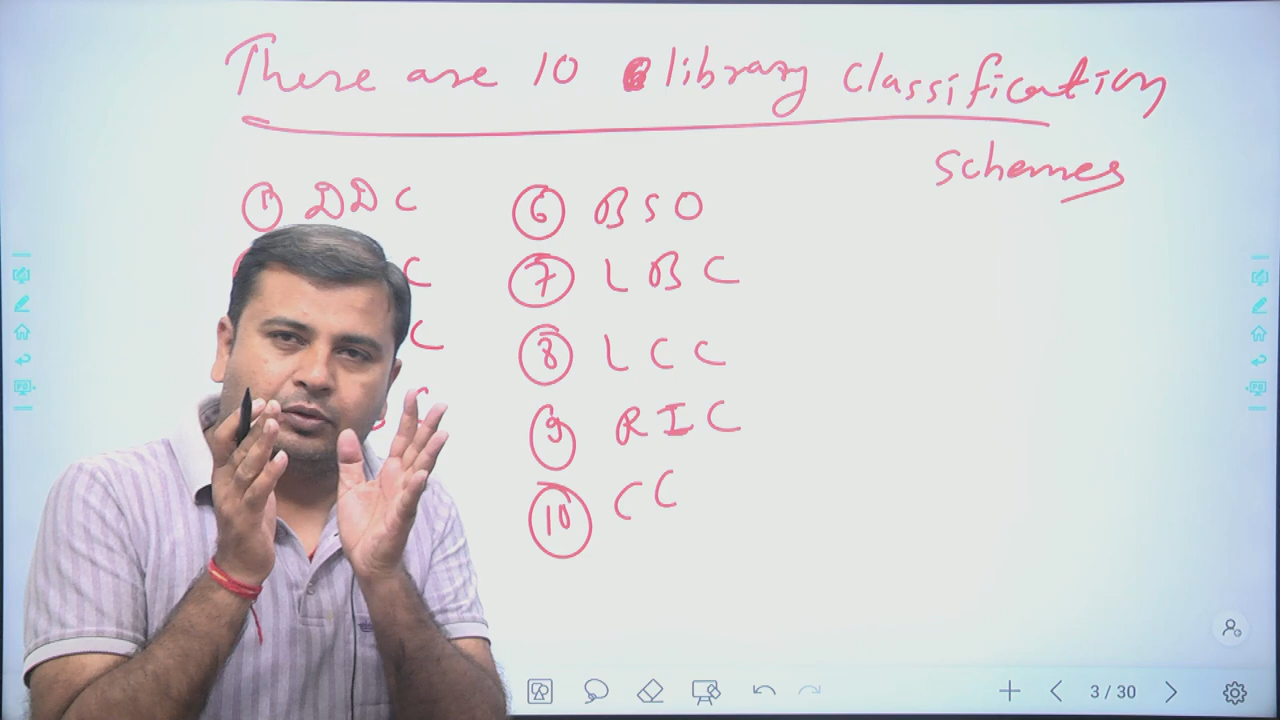 There are 10 library classification
schemes
① DDC
C
C
C
⑥ BSO
⑦ LBC
⑧ LCC
⑨ RIC
⑩ CC
3 / 30